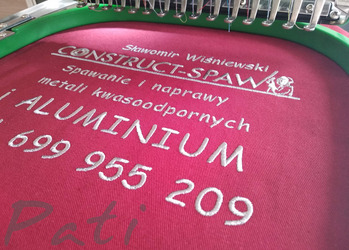 Sławomir Wiśniewski
CONSTRUCT-SPAW
Spawanie i naprawy
metali kwasoodpornych
i ALUMINIUM
699 955 209
Pati